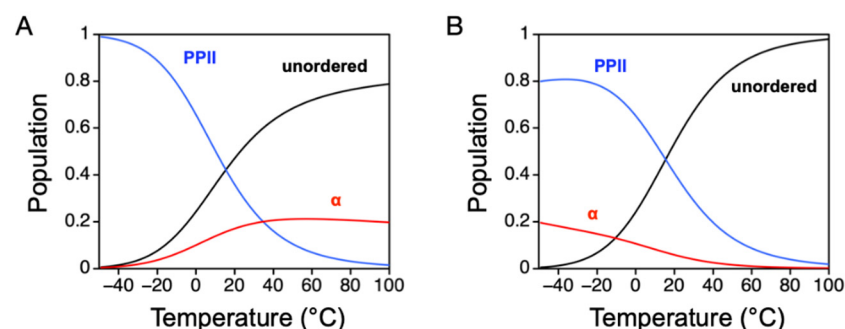 A
B
1
0.8
0.6
0.4
0.2
0
Population
PPII
unordered
α
−40 −20 0 20 40 60 80 100
Temperature (°C)
1
0.8
0.6
0.4
0.2
0
Population
PPII
unordered
α
−40 −20 0 20 40 60 80 100
Temperature (°C)